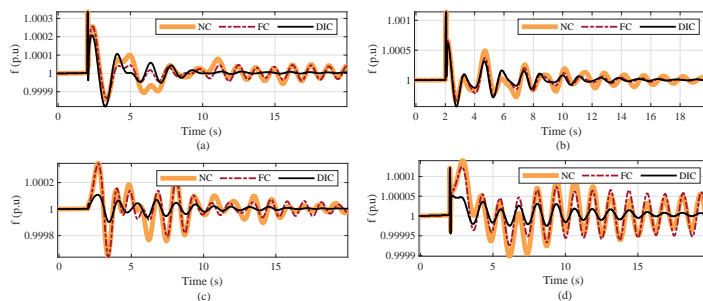 1.0003
1.0002
1.0001
1
0.9999
f (p.u)
NC FC DIC
0 5 10 15
Time (s)
(a)
1.001
1.0005
1
f (p.u)
NC FC DIC
0 2 4 6 8 10 12 14 16 18
Time (s)
(b)
1.0002
1
0.9998
f (p.u)
NC FC DIC
0 5 10 15
Time (s)
(c)
1.0001
1.00005
1
0.99995
0.9999
f (p.u)
NC FC DIC
0 5 10 15
Time (s)
(d)